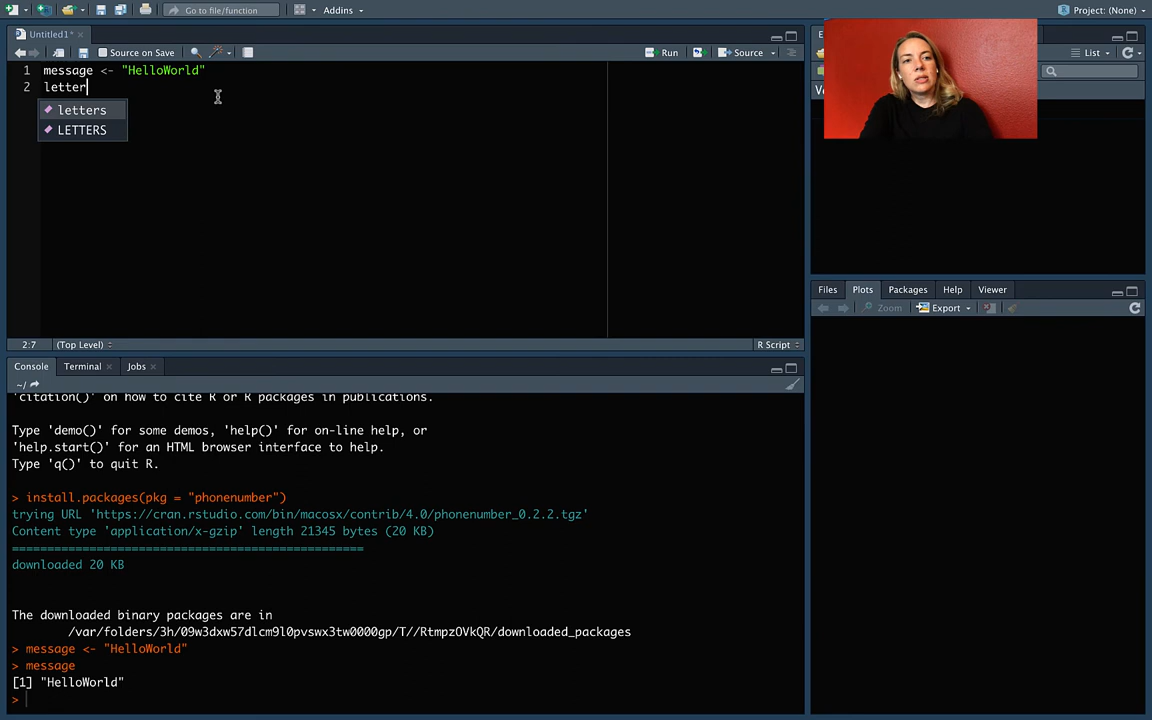 Go to file/function
Addins
Project: (None)
Untitled1*
Source on Save
Run
Source
List
1 message <- "HelloWorld"
2 letter
letters
LETTERS
2:7 (Top Level)
R Script
Files Plots Packages Help Viewer
Zoom Export
Console Terminal Jobs
~/
'citation()' on how to cite R or R packages in publications.
Type 'demo()' for some demos, 'help()' for on-line help, or
'help.start()' for an HTML browser interface to help.
Type 'q()' to quit R.
> install.packages(pkg = "phonenumber")
trying URL 'https://cran.rstudio.com/bin/macosx/contrib/4.0/phonenumber_0.2.2.tgz'
Content type 'application/x-gzip' length 21345 bytes (20 KB)
==================================================
downloaded 20 KB
The downloaded binary packages are in
/var/folders/3h/09w3dxw57dlcm9l0pvswx3tw0000gp/T//RtmpzOVkQR/downloaded_packages
> message <- "HelloWorld"
> message
[1] "HelloWorld"
>